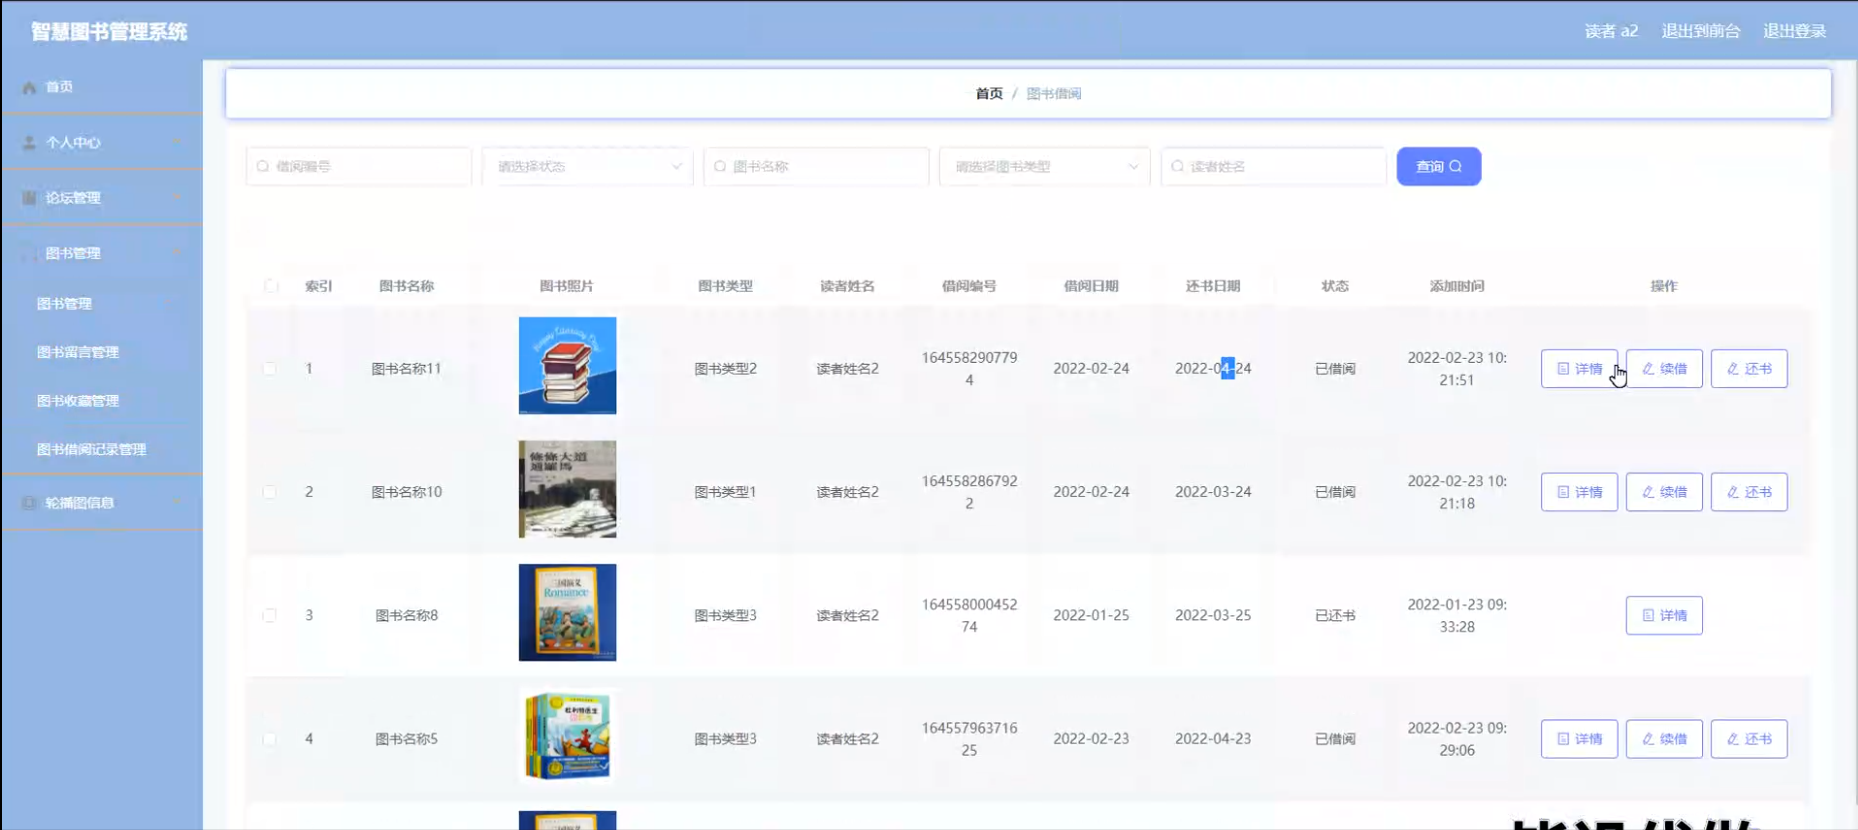 智慧图书管理系统
读者 a2 退出到前台 退出登录
首页
个人中心
论坛管理
图书管理
图书管理
图书留言管理
图书收藏管理
图书借阅记录管理
轮播图信息
首页 / 图书借阅
借阅编号 请选择状态 图书名称 请选择图书类型 读者姓名 查询
索引 图书名称 图书照片 图书类型 读者姓名 借阅编号 借阅日期 还书日期 状态 添加时间 操作
1 图书名称11 图书类型2 读者姓名2 164558290779
4 2022-02-24 2022-04-24 已借阅 2022-02-23 10:
21:51 详情 续借 还书
2 图书名称10 图书类型1 读者姓名2 164558286792
2 2022-02-24 2022-03-24 已借阅 2022-02-23 10:
21:18 详情 续借 还书
3 图书名称8 图书类型3 读者姓名2 164558000452
74 2022-01-25 2022-03-25 已还书 2022-01-23 09:
33:28 详情
Romance
4 图书名称5 图书类型3 读者姓名2 164557963716
25 2022-02-23 2022-04-23 已借阅 2022-02-23 09:
29:06 详情 续借 还书